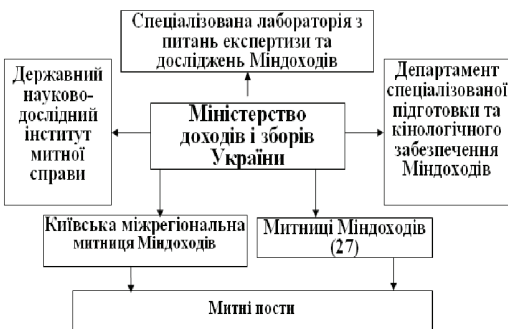 Спеціалізована лабораторія з
питань експертизи та
досліджень Міндоходів
Державний
науково-
дослідний
інститут
митної
справи
Міністерство
доходів і зборів
України
Департамент
спеціалізованої
підготовки та
кінологічного
забезпечення
Міндоходів
Київська міжрегіональна
митниця Міндоходів
Митниці Міндоходів
(27)
Митні пости